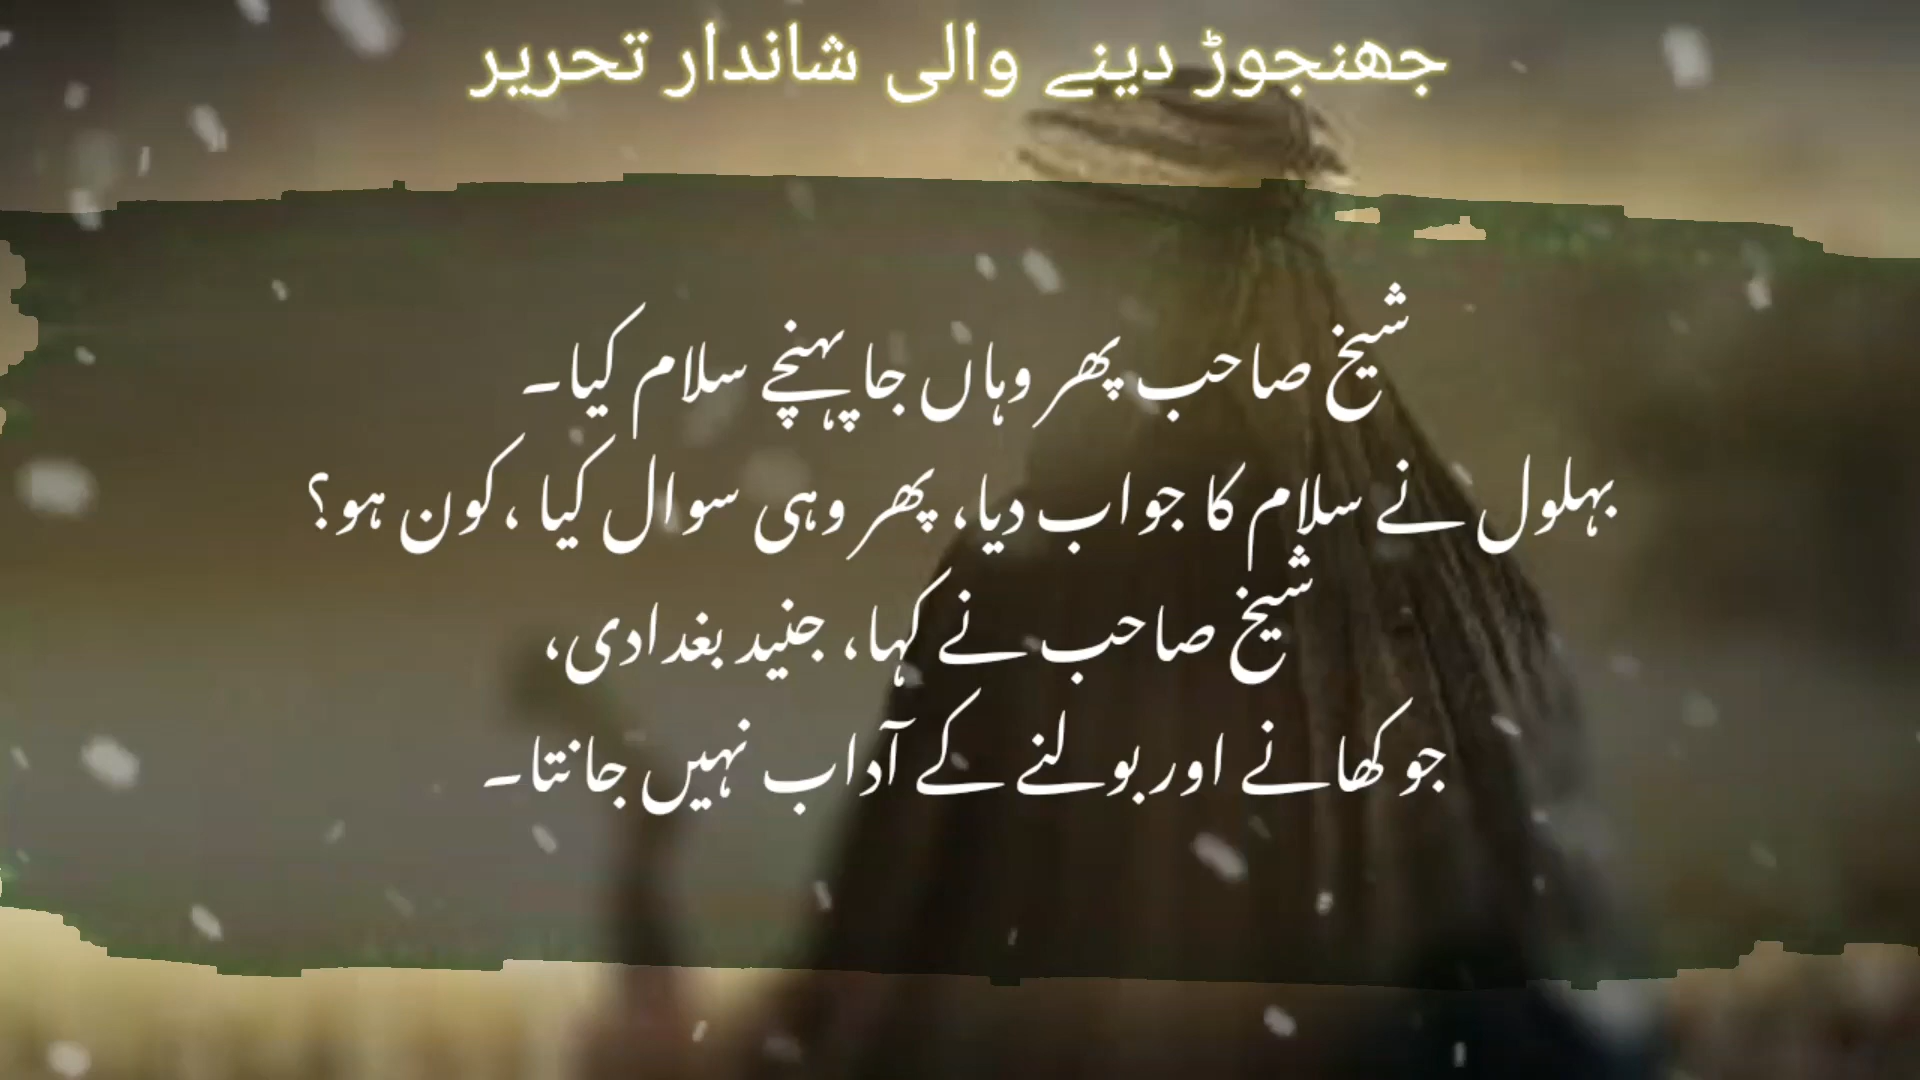 جھنجوڑ دینے والی شاندار تحریر
شیخ صاحب پھر وہاں جا پہنچے سلام کیا۔
بہلول نے سلام کا جواب دیا، پھر وہی سوال کیا ،کون ہو؟
شیخ صاحب نے کہا، جنید بغدادی،
جو کھانے اور بولنے کے آداب نہیں جانتا۔